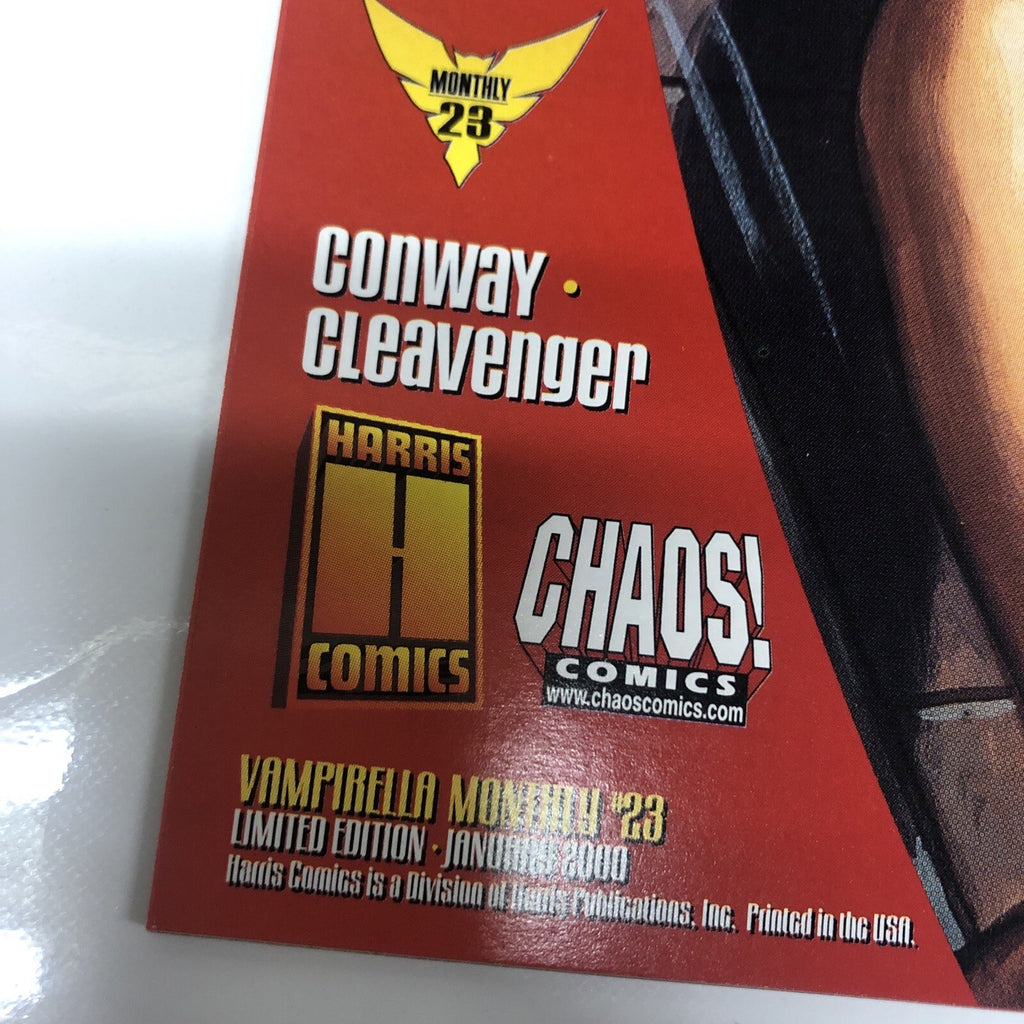 MONTHLY
23
CONWAY •
CLEAVENGER
HARRIS
H
COMICS
CHAOS!
COMICS
www.chaoscomics.com
VAMPIRELLA MONTHLY #23
LIMITED EDITION • JANUARY 2000
Harris Comics is a Division of Harris Publications, Inc. Printed in the USA.